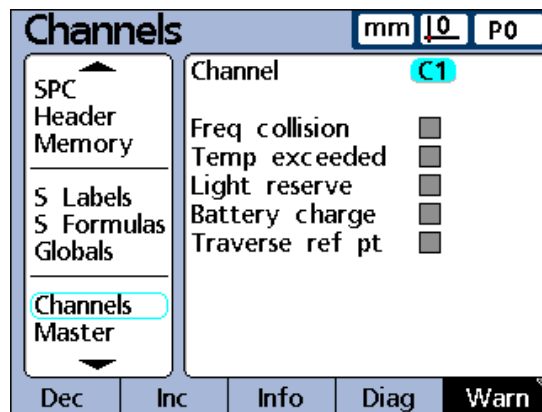 Channels
mm
0
P0
SPC
Header
Memory
S Labels
S Formulas
Globals
Channels
Master
Channel C1
Freq collision
Temp exceeded
Light reserve
Battery charge
Traverse ref pt
Dec Inc Info Diag Warn